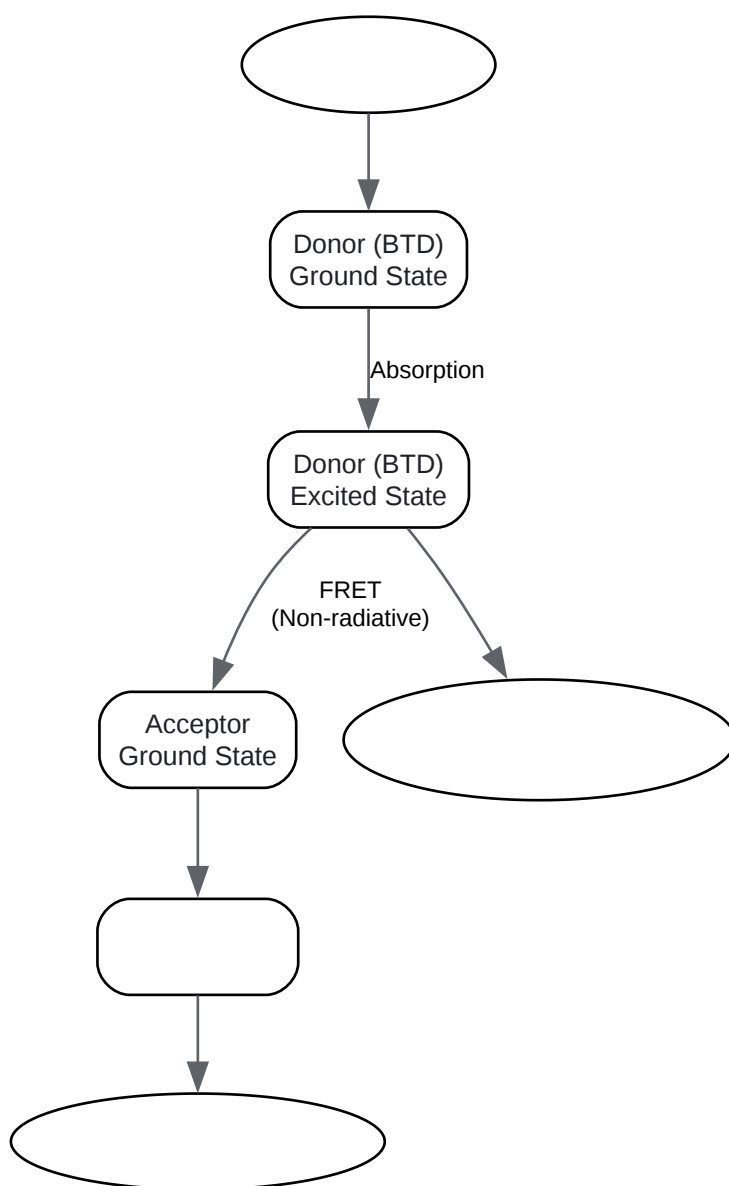 Donor (BTD)
Ground State
Absorption
Donor (BTD)
Excited State
FRET
(Non-radiative)
Acceptor
Ground State